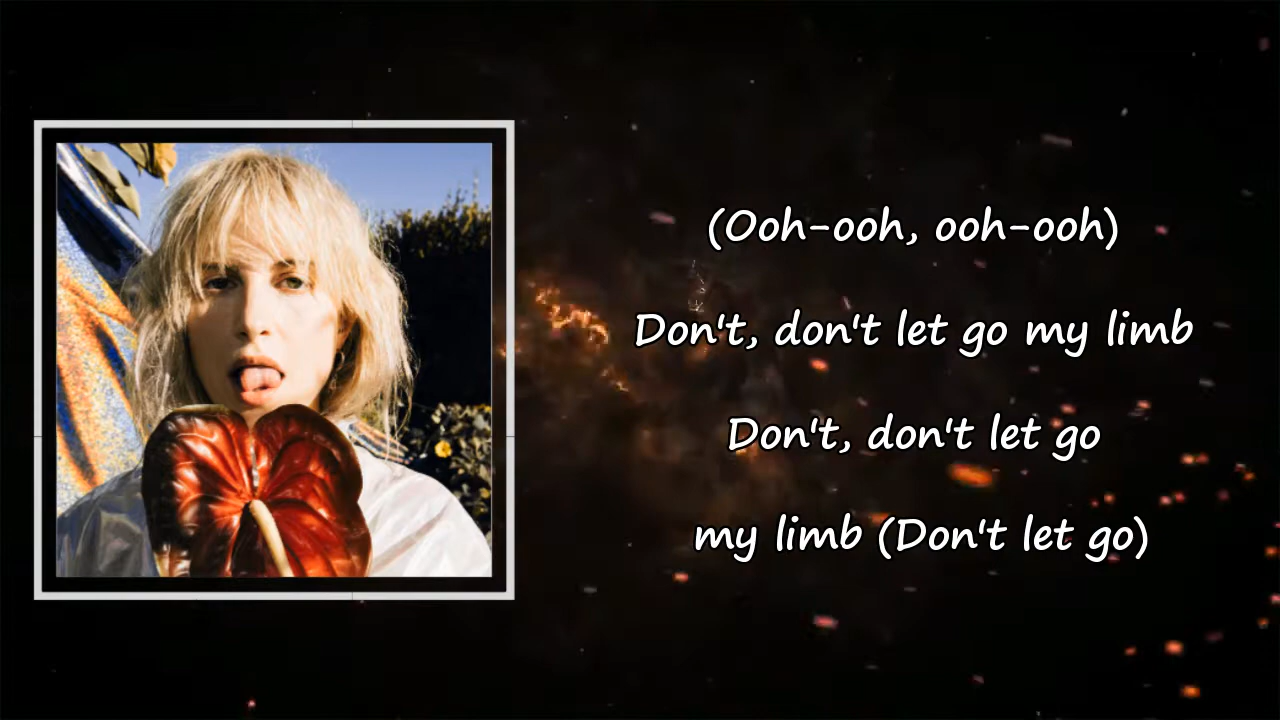 (Ooh-ooh, ooh-ooh)
Don't, don't let go my limb
Don't, don't let go
my limb (Don't let go)